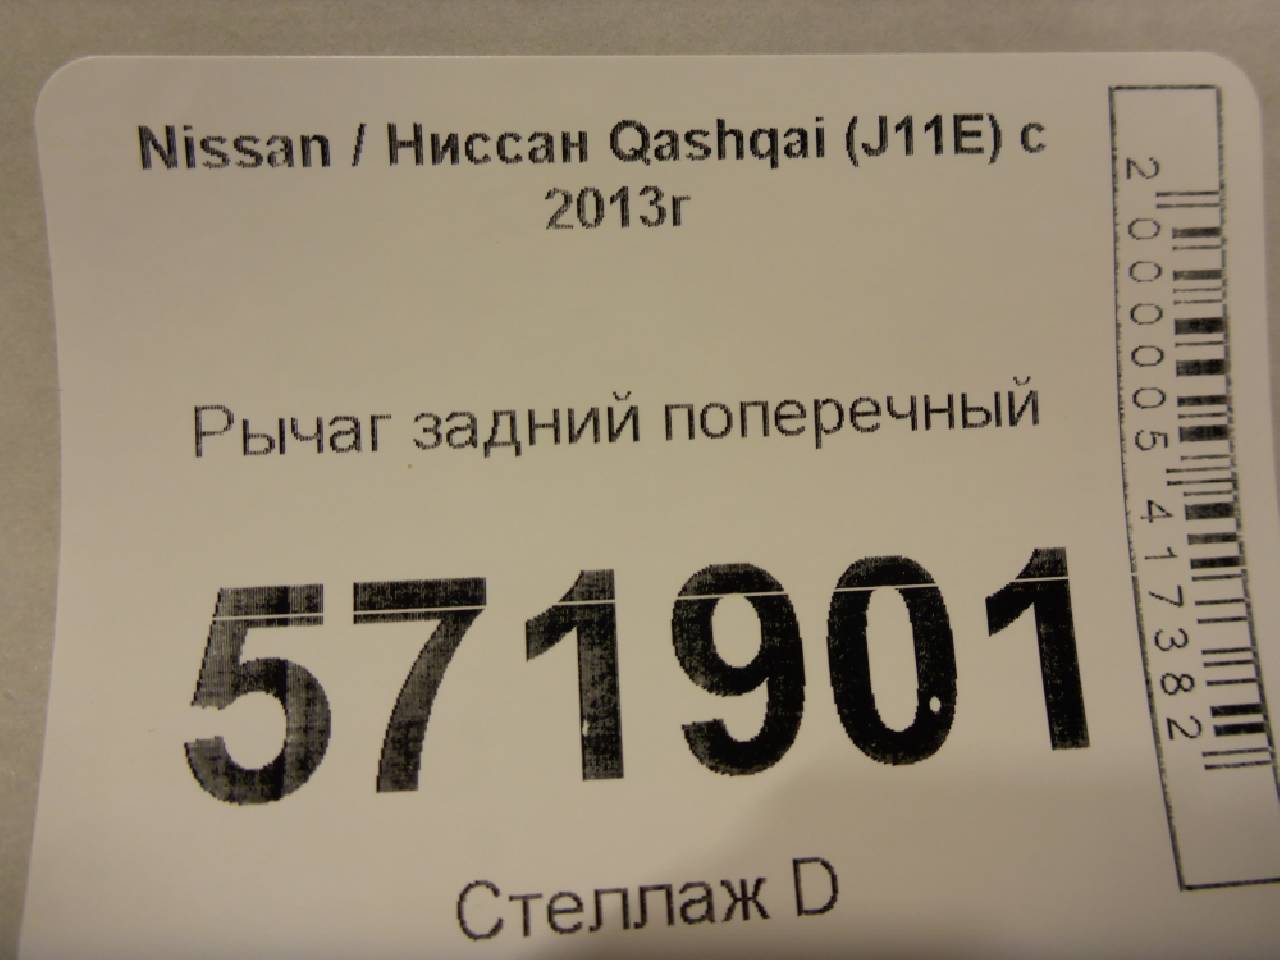 Nissan / Ниссан Qashqai (J11E) с
2013г
Рычаг задний поперечный
571901
Стеллаж D
2000005417382